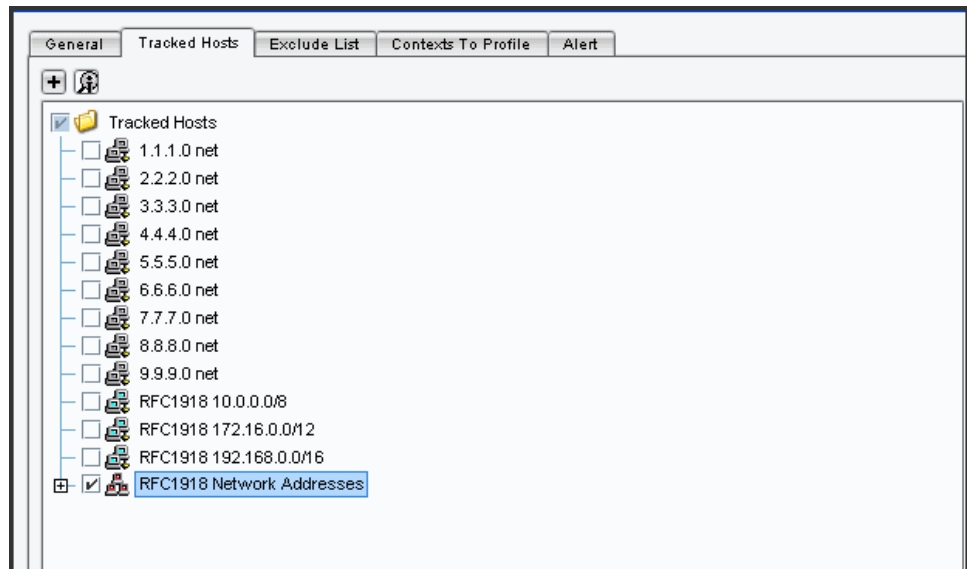 General Tracked Hosts Exclude List Contexts To Profile Alert
Tracked Hosts
1.1.1.0 net
2.2.2.0 net
3.3.3.0 net
4.4.4.0 net
5.5.5.0 net
6.6.6.0 net
7.7.7.0 net
8.8.8.0 net
9.9.9.0 net
RFC1918 10.0.0.0/8
RFC1918 172.16.0.0/12
RFC1918 192.168.0.0/16
RFC1918 Network Addresses